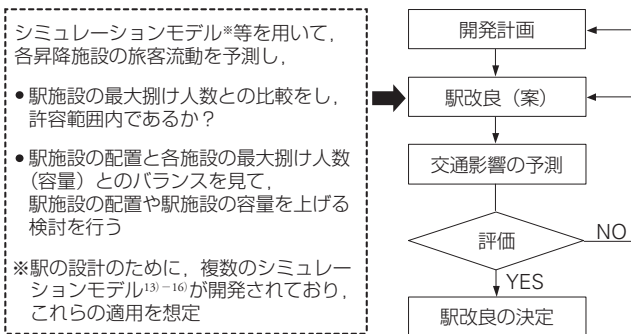 シミュレーションモデル※等を用いて，
各昇降施設の旅客流動を予測し，
●駅施設の最大捌け人数との比較をし，
許容範囲内であるか？
●駅施設の配置と各施設の最大捌け人数
（容量）とのバランスを見て，
駅施設の配置や駅施設の容量を上げる
検討を行う
※駅の設計のために，複数のシミュレー
ションモデル13）－16）が開発されており，
これらの適用を想定
開発計画
駅改良（案）
交通影響の予測
評価
NO
YES
駅改良の決定